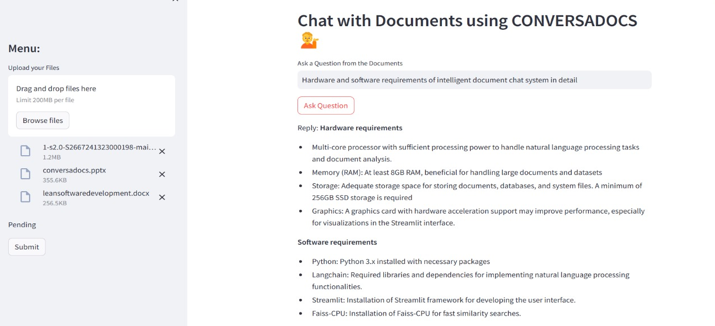 Menu:
Upload your Files
Drag and drop files here
Limit 200MB per file
Browse files
1-s2.0-S2667241323000198-mai...
1.2MB
conversadocs.pptx
355.6KB
leansoftwaredevelopment.docx
256.5KB
Pending
Submit
Chat with Documents using CONVERSADOCS
Ask a Question from the Documents
Hardware and software requirements of intelligent document chat system in detail
Ask Question
Reply: Hardware requirements
• Multi-core processor with sufficient processing power to handle natural language processing tasks
and document analysis.
• Memory (RAM): At least 8GB RAM, beneficial for handling large documents and datasets
• Storage: Adequate storage space for storing documents, databases, and system files. A minimum of
256GB SSD storage is required
• Graphics: A graphics card with hardware acceleration support may improve performance, especially
for visualizations in the Streamlit interface.
Software requirements
• Python: Python 3.x installed with necessary packages
• Langchain: Required libraries and dependencies for implementing natural language processing
functionalities.
• Streamlit: Installation of Streamlit framework for developing the user interface.
• Faiss-CPU: Installation of Faiss-CPU for fast similarity searches.